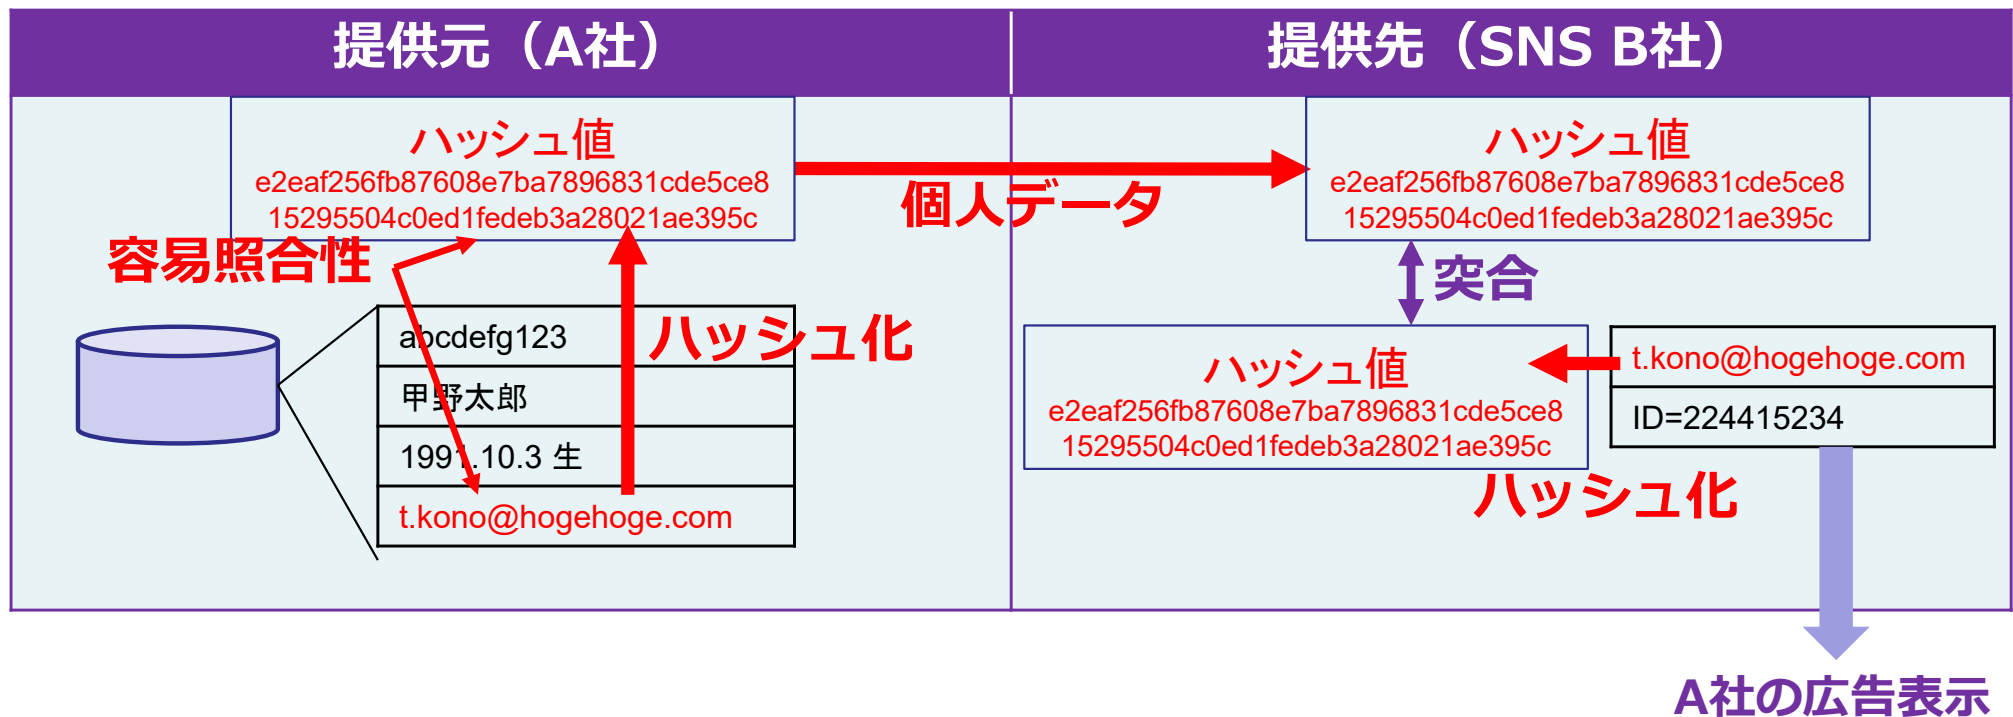 提供元（A社）
提供先（SNS B社）
ハッシュ値
e2eaf256fb87608e7ba7896831cde5ce8
15295504c0ed1fedeb3a28021ae395c
個人データ
ハッシュ値
e2eaf256fb87608e7ba7896831cde5ce8
15295504c0ed1fedeb3a28021ae395c
容易照合性
突合
abcdefg123
甲野太郎
1991.10.3 生
t.kono@hogehoge.com
ハッシュ化
ハッシュ値
e2eaf256fb87608e7ba7896831cde5ce8
15295504c0ed1fedeb3a28021ae395c
t.kono@hogehoge.com
ID=224415234
ハッシュ化
A社の広告表示